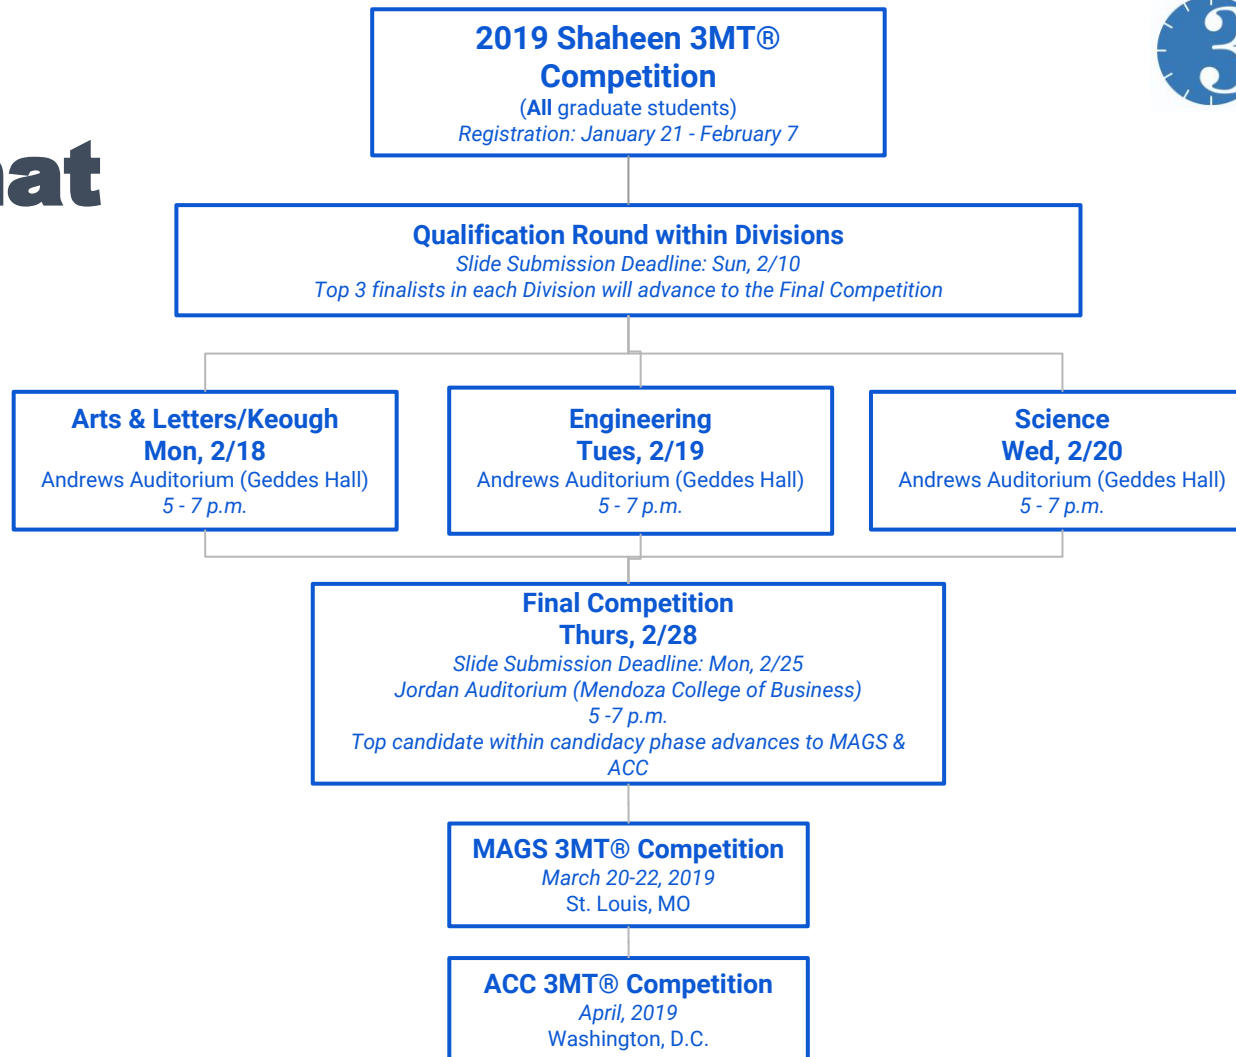 2019 Shaheen 3MT®
Competition
(All graduate students)
Registration: January 21 - February 7
3
Qualification Round within Divisions
Slide Submission Deadline: Sun, 2/10
Top 3 finalists in each Division will advance to the Final Competition
Arts & Letters/Keough
Mon, 2/18
Andrews Auditorium (Geddes Hall)
5 - 7 p.m.
Engineering
Tues, 2/19
Andrews Auditorium (Geddes Hall)
5 - 7 p.m.
Science
Wed, 2/20
Andrews Auditorium (Geddes Hall)
5 - 7 p.m.
Final Competition
Thurs, 2/28
Slide Submission Deadline: Mon, 2/25
Jordan Auditorium (Mendoza College of Business)
5 -7 p.m.
Top candidate within candidacy phase advances to MAGS &
ACC
MAGS 3MT® Competition
March 20-22, 2019
St. Louis, MO
ACC 3MT® Competition
April, 2019
Washington, D.C.